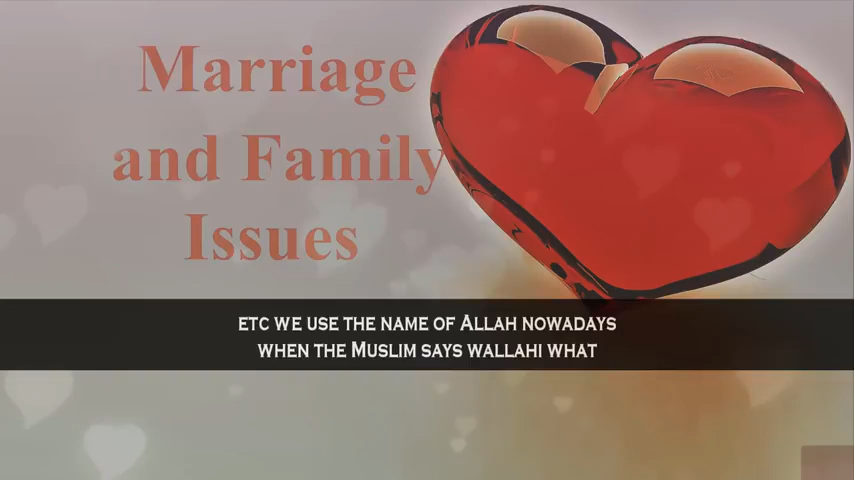 Marriage
and Family
Issues
ETC WE USE THE NAME OF ALLAH NOWADAYS
WHEN THE MUSLIM SAYS WALLAHI WHAT